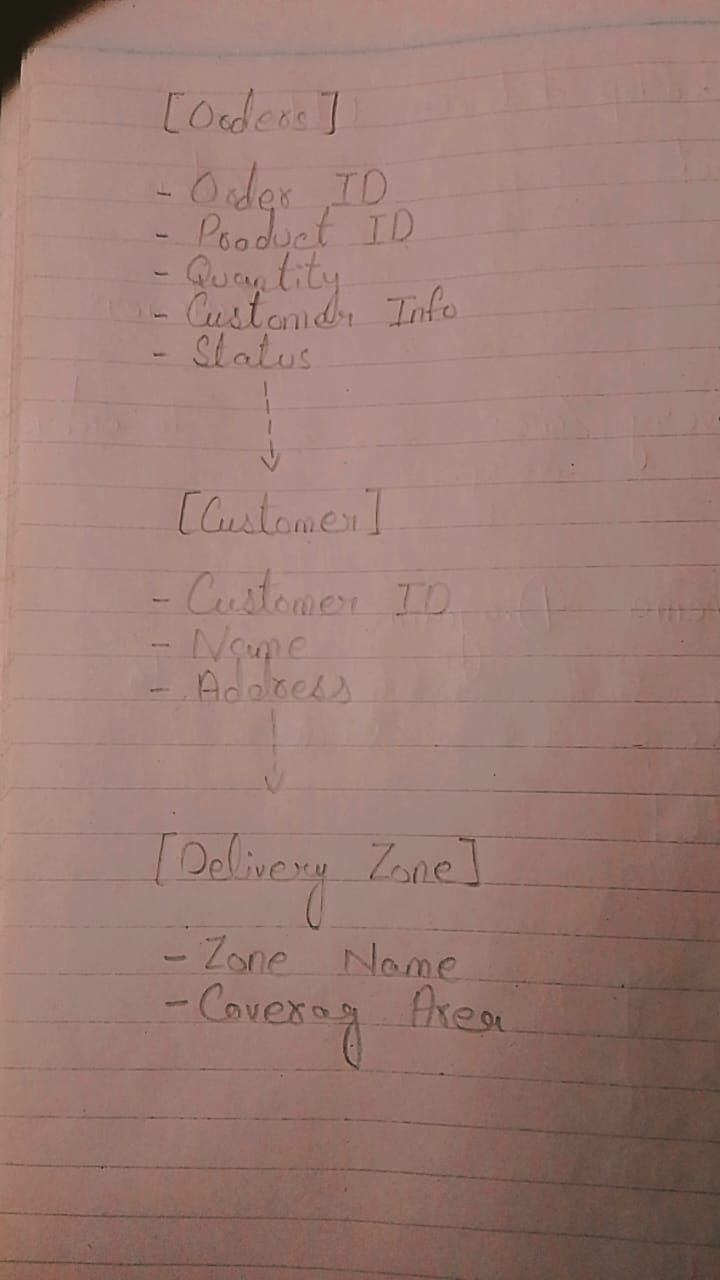 [Orders]
- Order ID
- Product ID
- Quantity
- Customer Info
- Status
[Customer]
- Customer ID
- Name
- Address
[Delivery Zone]
- Zone Name
- Coverag Area